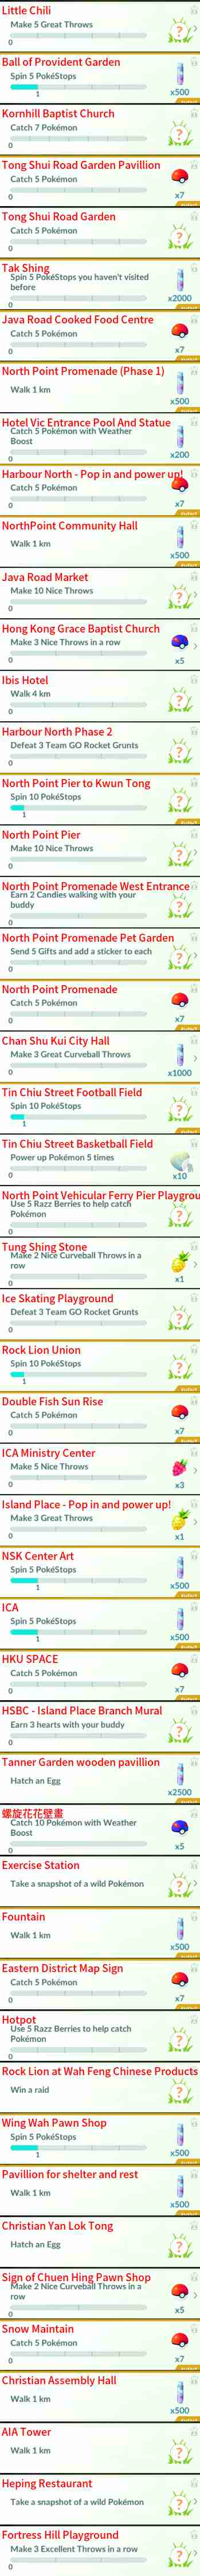 Little Chili
Make 5 Great Throws
0
?
Ball of Provident Garden
Spin 5 PokéStops
1
x500
Kornhill Baptist Church
Catch 7 Pokémon
0
?
Tong Shui Road Garden Pavillion
Catch 5 Pokémon
0
x7
Tong Shui Road Garden
Catch 5 Pokémon
0
?
Tak Shing
Spin 5 PokéStops you haven't visited
before
0
x2000
Java Road Cooked Food Centre
Catch 5 Pokémon
0
x7
North Point Promenade (Phase 1)
Walk 1 km
x500
Hotel Vic Entrance Pool And Statue
Catch 5 Pokémon with Weather
Boost
0
x200
Harbour North - Pop in and power up!
Catch 5 Pokémon
0
x7
NorthPoint Community Hall
Walk 1 km
x500
Java Road Market
Make 10 Nice Throws
0
?
Hong Kong Grace Baptist Church
Make 3 Nice Throws in a row
0
x5
Ibis Hotel
Walk 4 km
0
?
Harbour North Phase 2
Defeat 3 Team GO Rocket Grunts
0
?
North Point Pier to Kwun Tong
Spin 10 PokéStops
1
?
North Point Pier
Make 10 Nice Throws
0
?
North Point Promenade West Entrance
Earn 2 Candies walking with your
buddy
0
?
North Point Promenade Pet Garden
Send 5 Gifts and add a sticker to each
0
?
North Point Promenade
Catch 5 Pokémon
0
x7
Chan Shu Kui City Hall
Make 3 Great Curveball Throws
0
x1000
Tin Chiu Street Football Field
Spin 10 PokéStops
1
?
Tin Chiu Street Basketball Field
Power up Pokémon 5 times
0
x10
North Point Vehicular Ferry Pier Playgrou
Use 5 Razz Berries to help catch
Pokémon
0
?
Tung Shing Stone
Make 2 Nice Curveball Throws in a
row
0
x1
Ice Skating Playground
Defeat 3 Team GO Rocket Grunts
0
?
Rock Lion Union
Spin 10 PokéStops
1
?
Double Fish Sun Rise
Catch 5 Pokémon
0
x7
ICA Ministry Center
Make 5 Nice Throws
0
x3
Island Place - Pop in and power up!
Make 3 Great Throws
0
x1
NSK Center Art
Spin 5 PokéStops
1
x500
ICA
Spin 5 PokéStops
1
x500
HKU SPACE
Catch 5 Pokémon
0
x7
HSBC - Island Place Branch Mural
Earn 3 hearts with your buddy
0
?
Tanner Garden wooden pavillion
Hatch an Egg
x2500
螺旋花花壁畫
Catch 10 Pokémon with Weather
Boost
0
x5
Exercise Station
Take a snapshot of a wild Pokémon
?
Fountain
Walk 1 km
x500
Eastern District Map Sign
Catch 5 Pokémon
0
x7
Hotpot
Use 5 Razz Berries to help catch
Pokémon
0
?
Rock Lion at Wah Feng Chinese Products
Win a raid
?
Wing Wah Pawn Shop
Spin 5 PokéStops
1
x500
Pavillion for shelter and rest
Walk 1 km
x500
Christian Yan Lok Tong
Hatch an Egg
?
Sign of Chuen Hing Pawn Shop
Make 2 Nice Curveball Throws in a
row
0
x5
Snow Maintain
Catch 5 Pokémon
0
x7
Christian Assembly Hall
Walk 1 km
x500
AIA Tower
Walk 1 km
?
Heping Restaurant
Take a snapshot of a wild Pokémon
?
Fortress Hill Playground
Make 3 Excellent Throws in a row
0
?